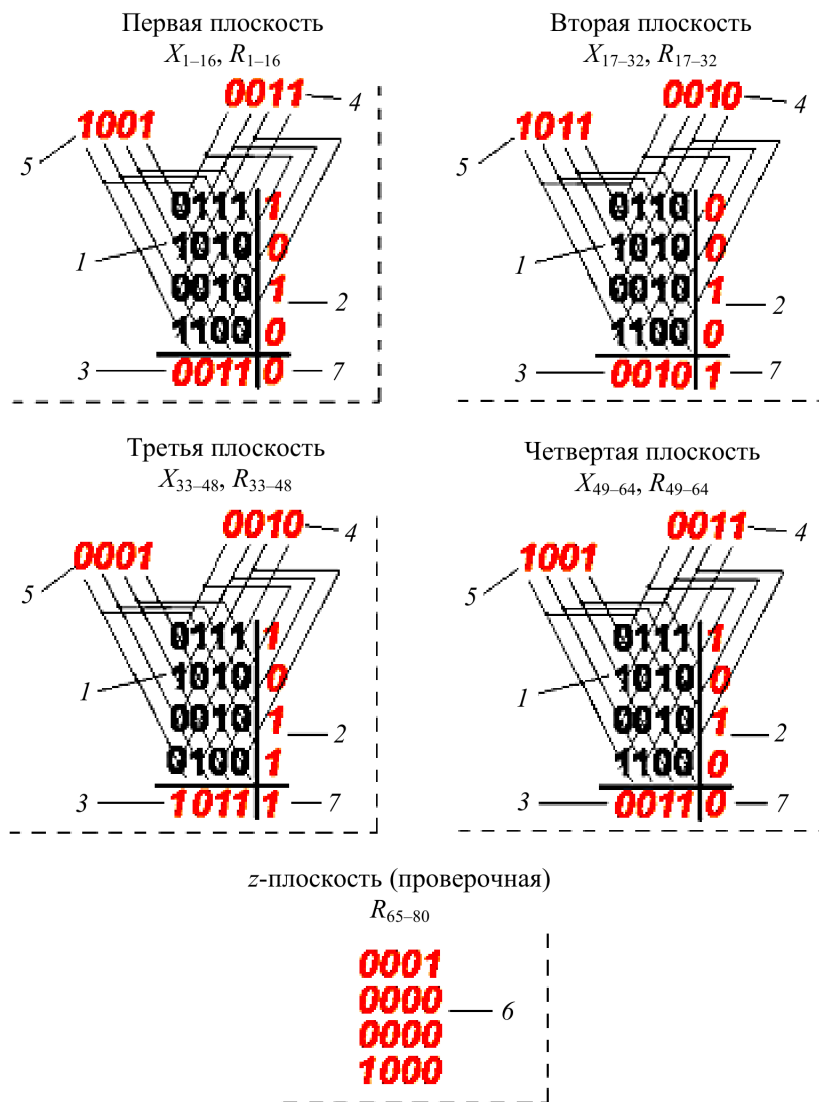 Первая плоскость
X1–16, R1–16
0011 4
1001
5
0111 1
1 1010 0
0010 1 2
1100 0
3 0011 0 7
Вторая плоскость
X17–32, R17–32
0010 4
1011
5
0110 0
1 1010 0
0010 1 2
1100 0
3 0010 1 7
Третья плоскость
X33–48, R33–48
0010 4
0001
5
0111 1
1 1010 0
0010 1 2
0100 1
3 1011 1 7
Четвертая плоскость
X49–64, R49–64
0011 4
1001
5
0111 1
1 1010 0
0010 1 2
1100 0
3 0011 0 7
z-плоскость (проверочная)
R65–80
0001
0000 6
0000
1000